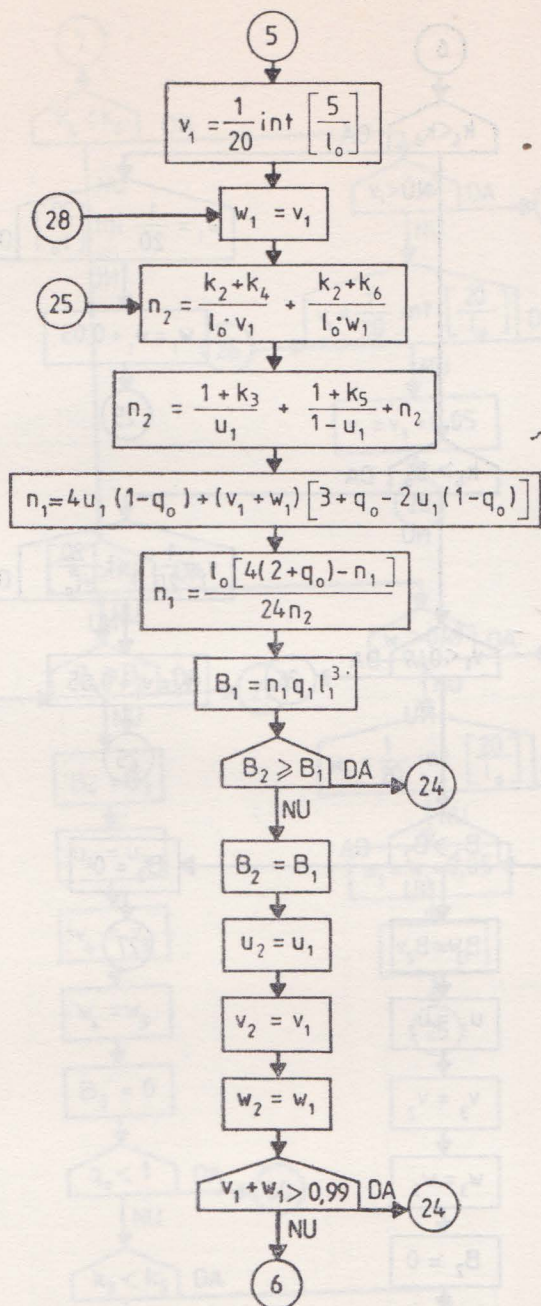 5
v₁ = 1/20 int [5/l₀]
28
w₁ = v₁
25
n₂ = (k₂+k₄)/(l₀·v₁) + (k₂+k₆)/(l₀·w₁)
n₂ = (1+k₃)/u₁ + (1+k₅)/(1-u₁) + n₂
n₁=4u₁(1-q₀)+(v₁+w₁)[3+q₀-2u₁(1-q₀)]
n₁ = l₀[4(2+q₀)-n₁]/24n₂
B₁ = n₁q₁l₁³
B₂ ⩾ B₁ DA 24
NU
B₂ = B₁
u₂ = u₁
v₂ = v₁
w₂ = w₁
v₁+w₁>0,99 DA 24
NU
6